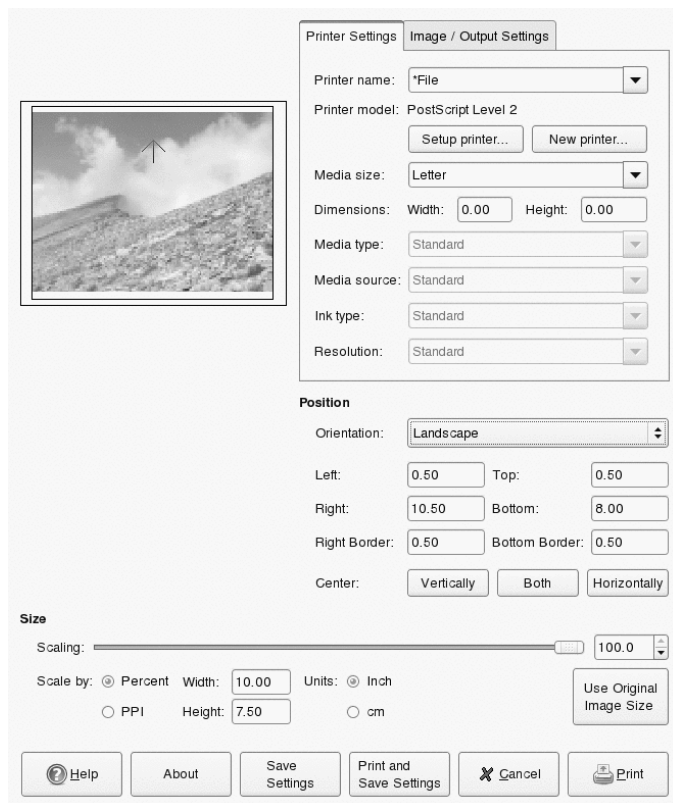 Printer Settings
Image / Output Settings
Printer name: *File
Printer model: PostScript Level 2
Setup printer... New printer...
Media size: Letter
Dimensions: Width: 0.00 Height: 0.00
Media type: Standard
Media source: Standard
Ink type: Standard
Resolution: Standard
Position
Orientation: Landscape
Left: 0.50 Top: 0.50
Right: 10.50 Bottom: 8.00
Right Border: 0.50 Bottom Border: 0.50
Center: Vertically Both Horizontally
Size
Scaling: 100.0
Scale by: Percent Width: 10.00 Units: Inch
PPI Height: 7.50 cm
Use Original
Image Size
Help
About
Save
Settings
Print and
Save Settings
Cancel
Print